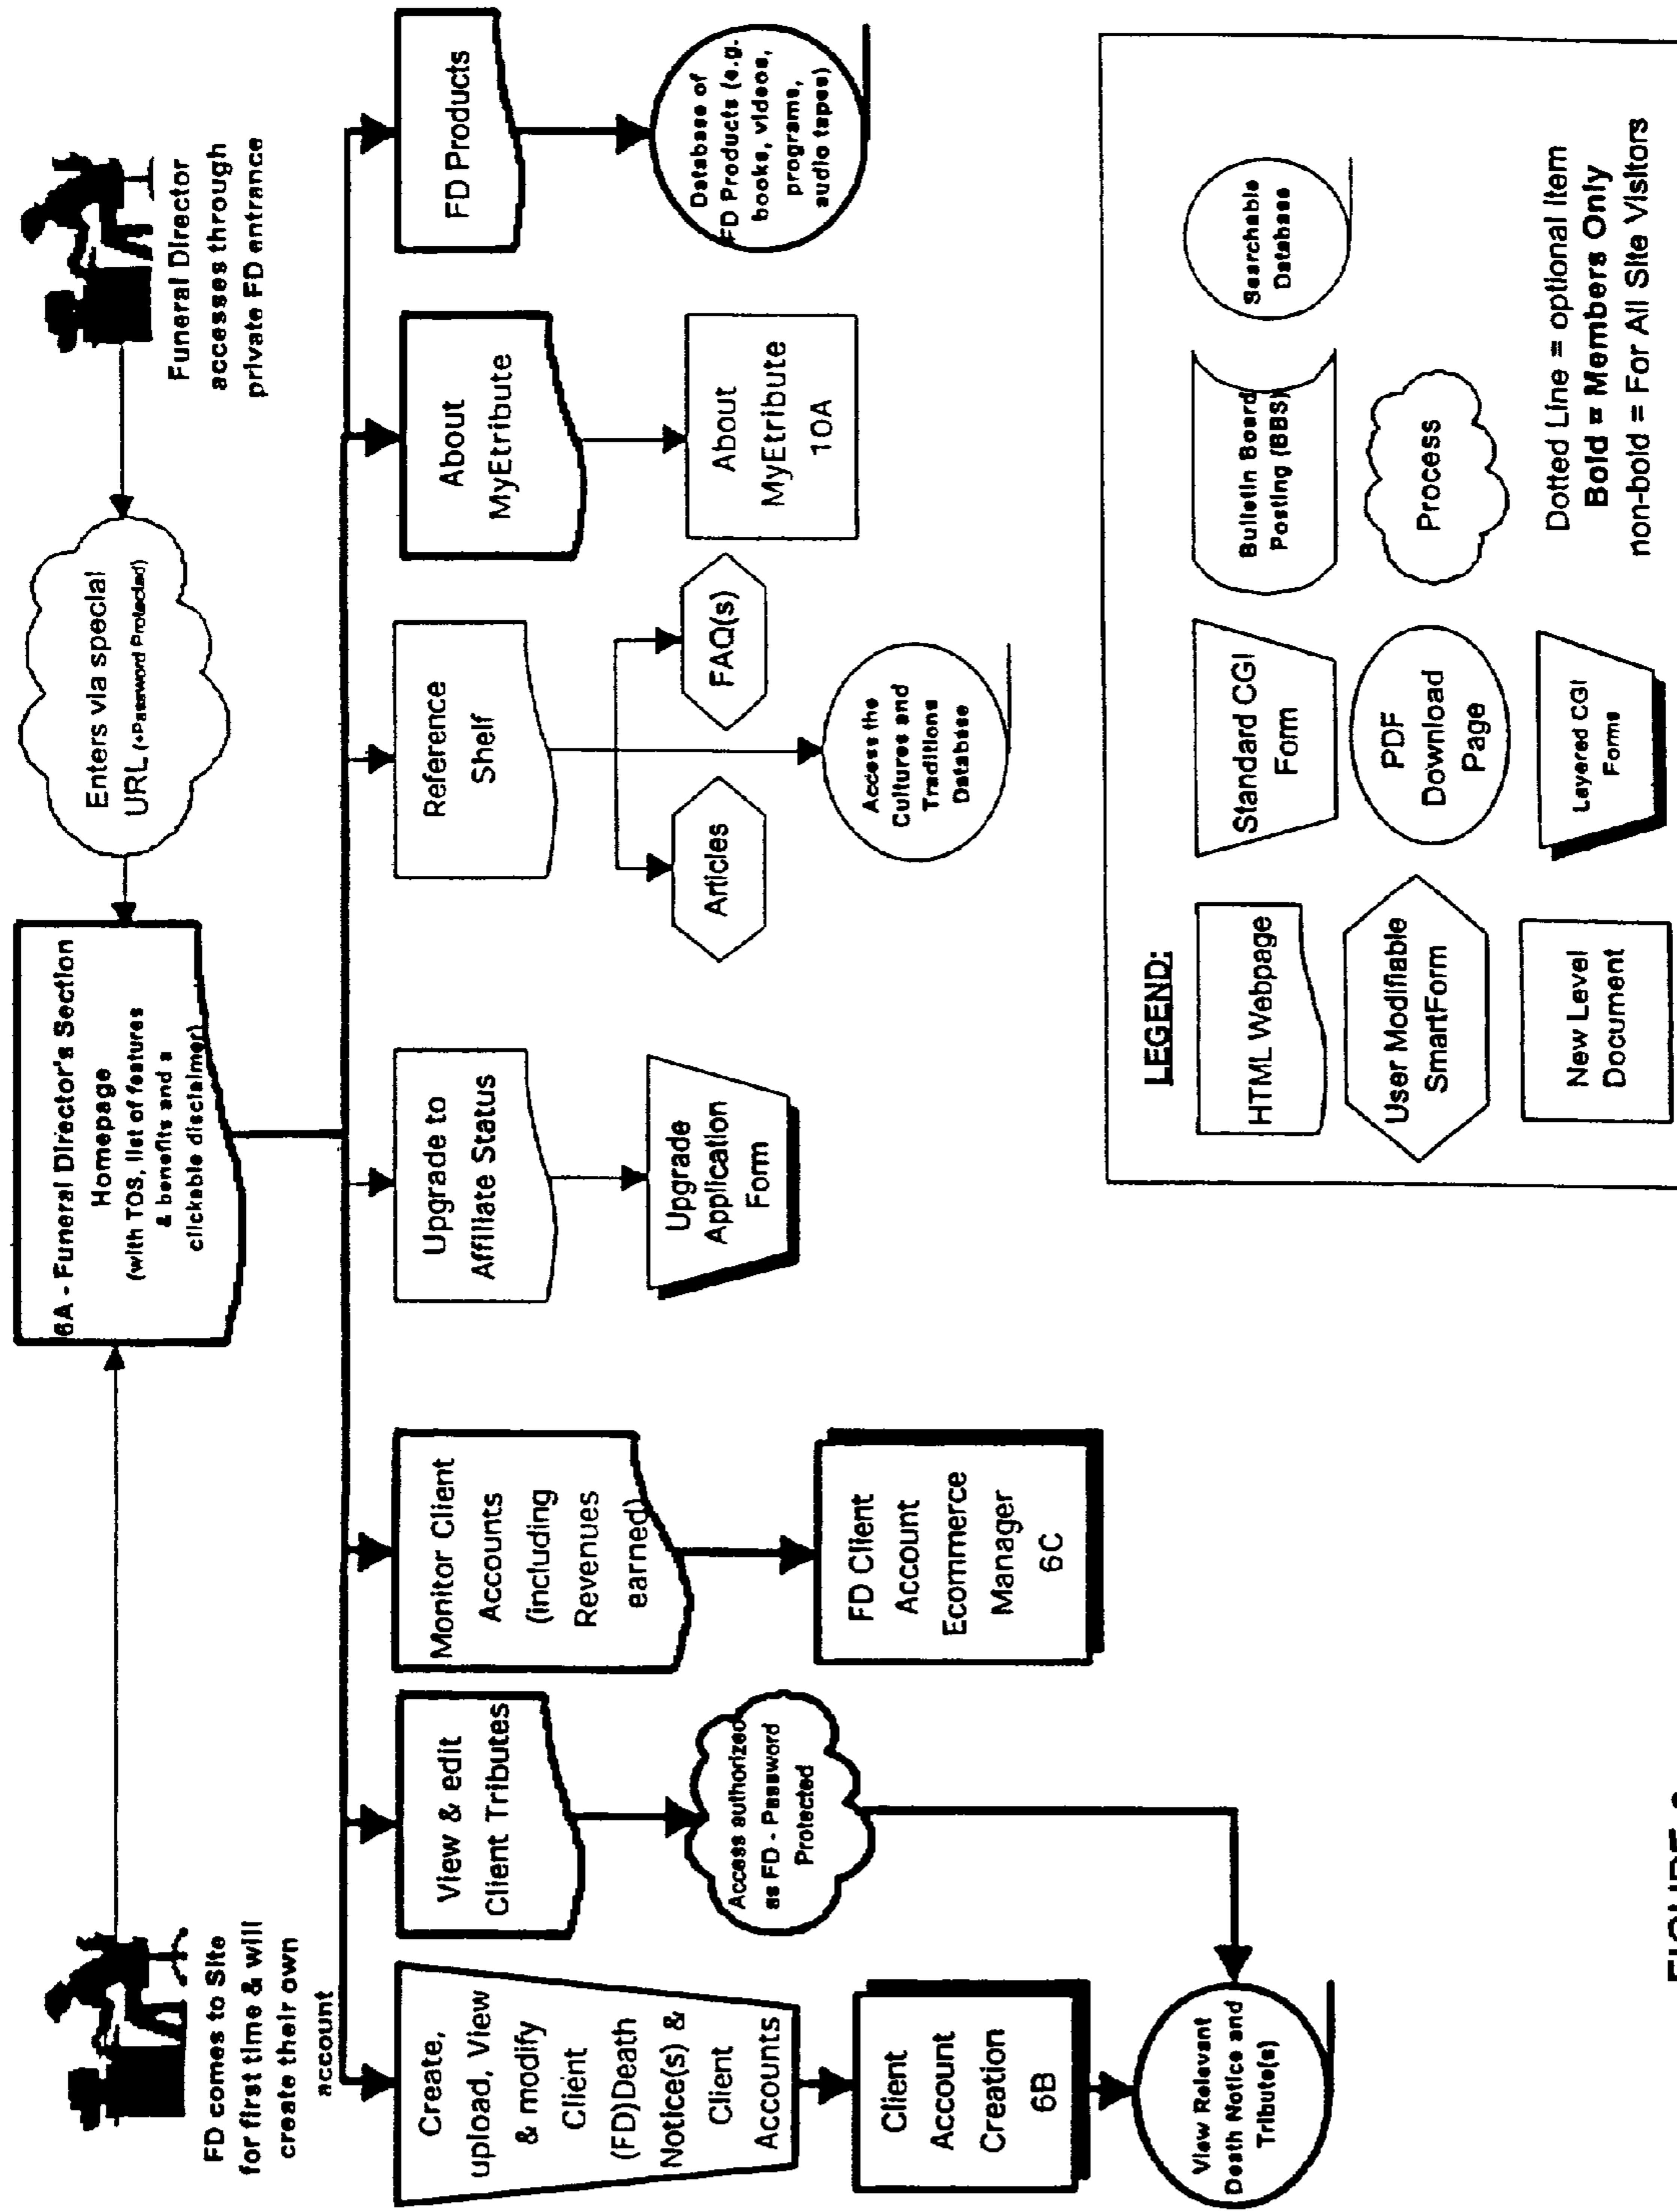 FD comes to Site
for first time & will
create their own
account
6A - Funeral Director's Section
Homepage
(with TOS, list of features
& benefits and a
clickable disclaimer)
Enters via special
URL (+Password Protected)
Funeral Director
accesses through
private FD entrance
Create,
upload, View
& modify
Client
(FD)Death
Notice(s) &
Client
Accounts
View & edit
Client Tributes
Monitor Client
Accounts
(including
Revenues
earned)
Upgrade to
Affiliate Status
Reference
Shelf
About
MyEtribute
FD Products
Client
Account
Creation
6B
Access authorized
as FD - Password
Protected
FD Client
Account
Ecommerce
Manager
6C
Upgrade
Application
Form
Articles
FAQ(s)
Access the
Cultures and
Traditions
Database
About
MyEtribute
10A
Database of
FD Products (e.g.
books, videos,
programs,
audio tapes)
View Relevant
Death Notice and
Tribute(s)
LEGEND:
HTML Webpage
Standard CGI
Form
Bulletin Board
Posting (BBS)
Searchable
Database
User Modifiable
SmartForm
PDF
Download
Page
Process
New Level
Document
Layered CGI
Forms
Dotted Line = optional item
Bold = Members Only
non-bold = For All Site Visitors